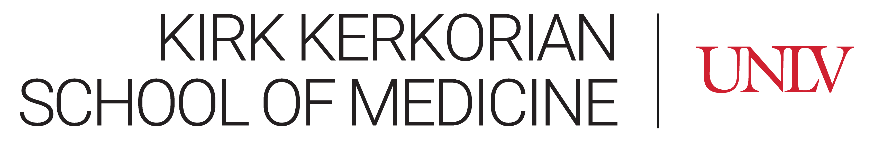 KIRK KERKORIAN
SCHOOL OF MEDICINE
UNLV